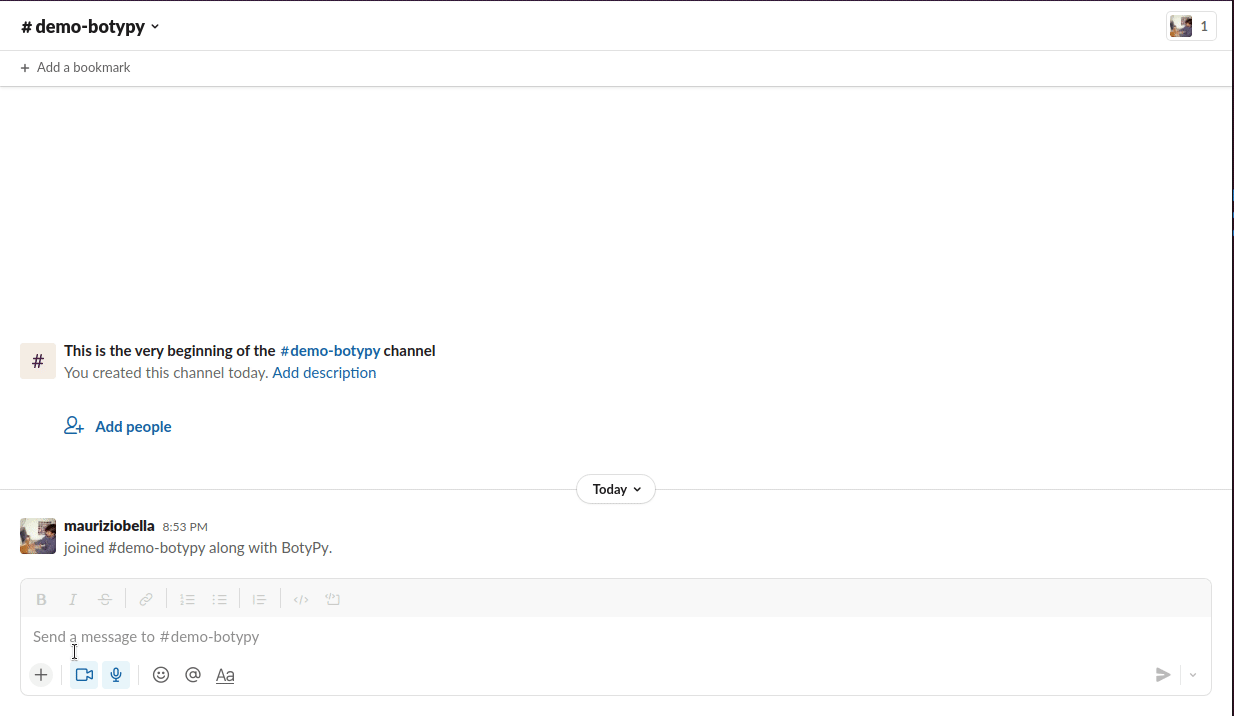 # demo-botypy
1
+ Add a bookmark
#
This is the very beginning of the #demo-botypy channel
You created this channel today. Add description
Add people
Today
mauriziobella 8:53 PM
joined #demo-botypy along with BotyPy.
B I S
Send a message to #demo-botypy
+ @ Aa